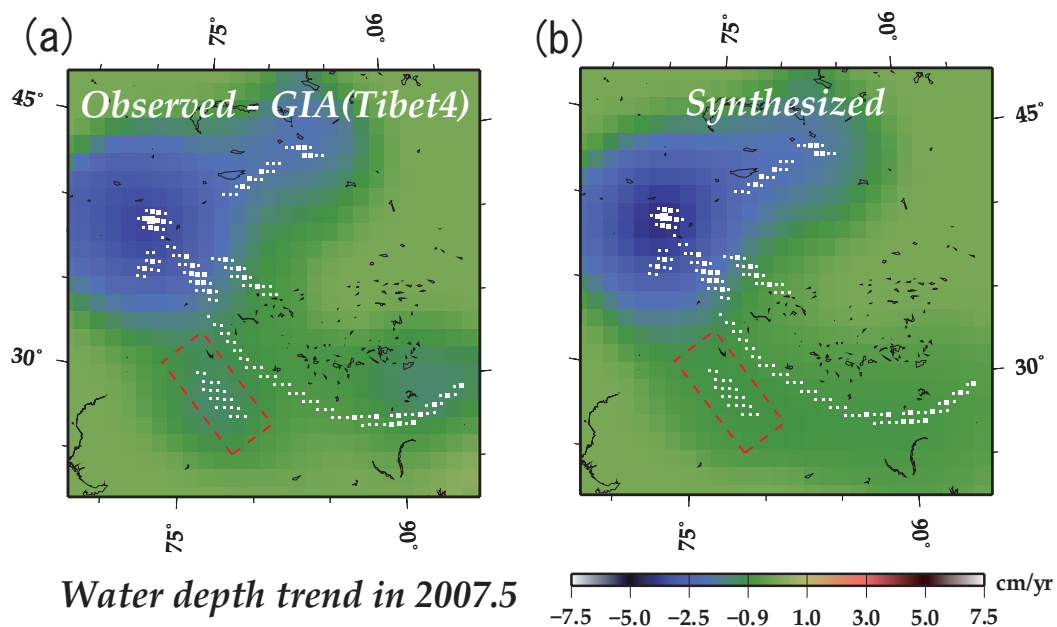 (a)
75°
90°
45°
Observed - GIA(Tibet4)
30°
75°
90°
(b)
75°
90°
45°
Synthesized
30°
75°
90°
Water depth trend in 2007.5
cm/yr
−7.5 −5.0 −2.5 −0.9 1.0 3.0 5.0 7.5